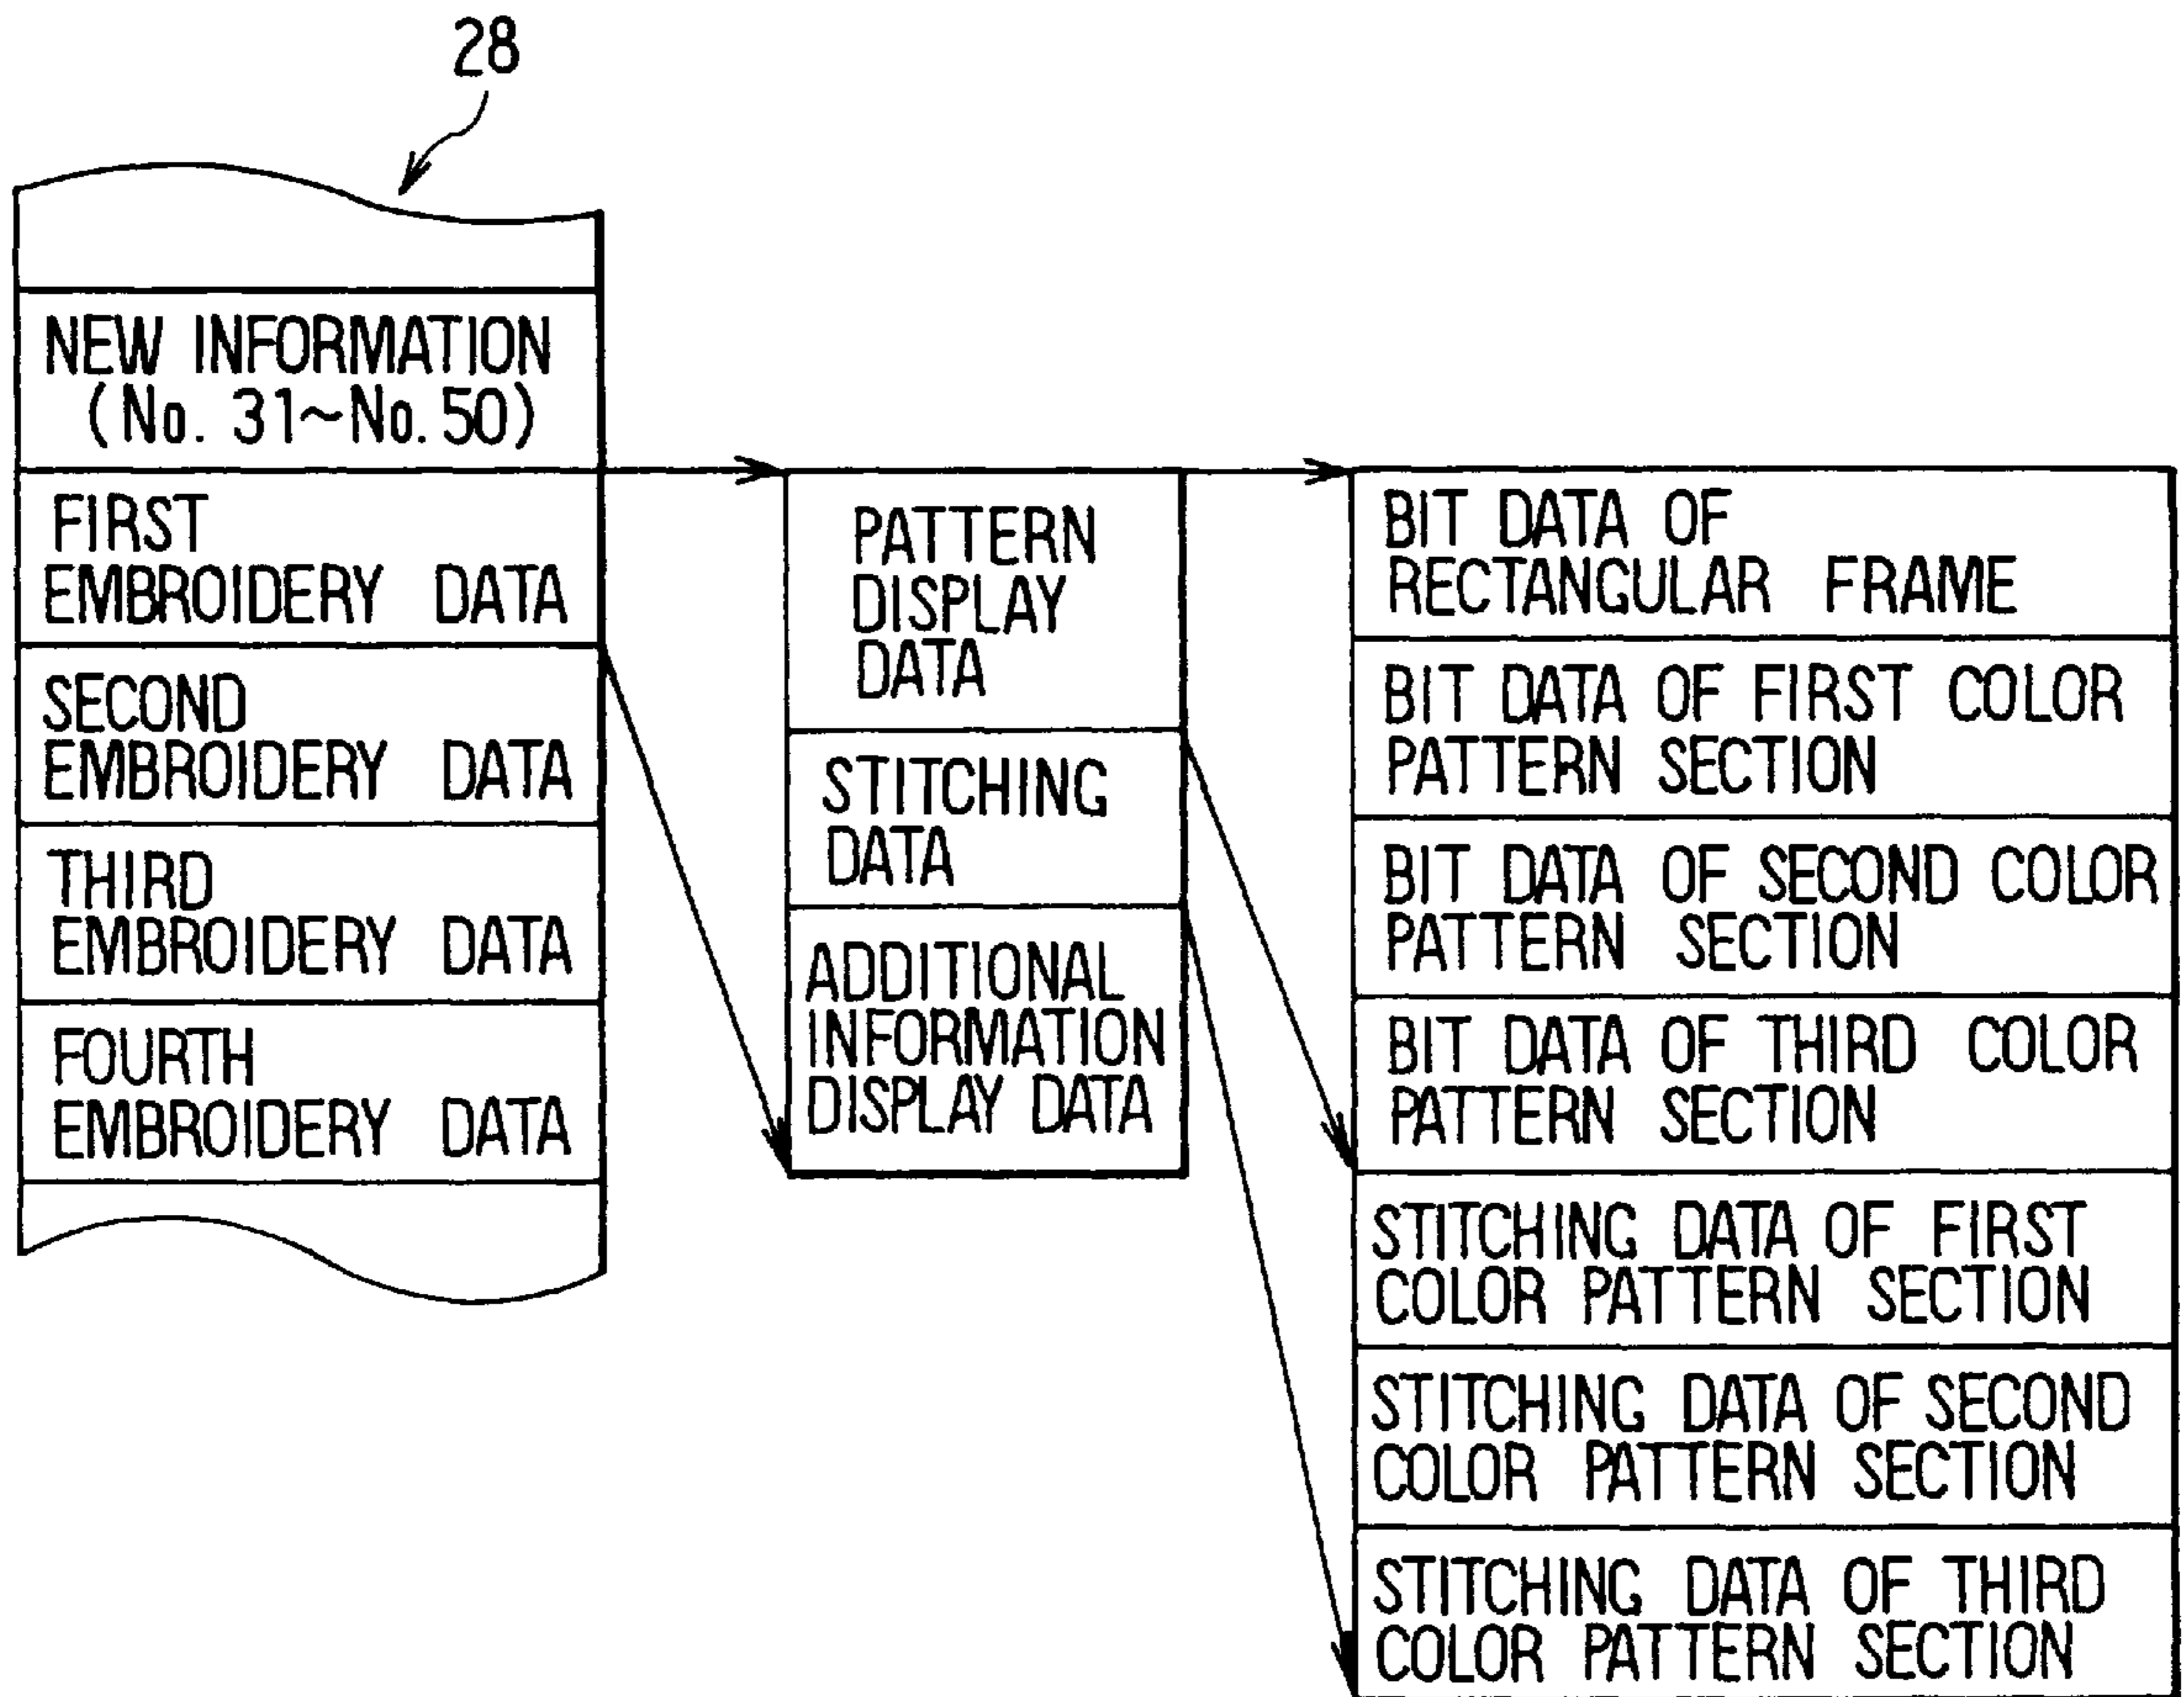 28
NEW INFORMATION
(No. 31~No. 50)
FIRST
EMBROIDERY DATA
SECOND
EMBROIDERY DATA
THIRD
EMBROIDERY DATA
FOURTH
EMBROIDERY DATA
PATTERN
DISPLAY
DATA
STITCHING
DATA
ADDITIONAL
INFORMATION
DISPLAY DATA
BIT DATA OF
RECTANGULAR FRAME
BIT DATA OF FIRST COLOR
PATTERN SECTION
BIT DATA OF SECOND COLOR
PATTERN SECTION
BIT DATA OF THIRD COLOR
PATTERN SECTION
STITCHING DATA OF FIRST
COLOR PATTERN SECTION
STITCHING DATA OF SECOND
COLOR PATTERN SECTION
STITCHING DATA OF THIRD
COLOR PATTERN SECTION